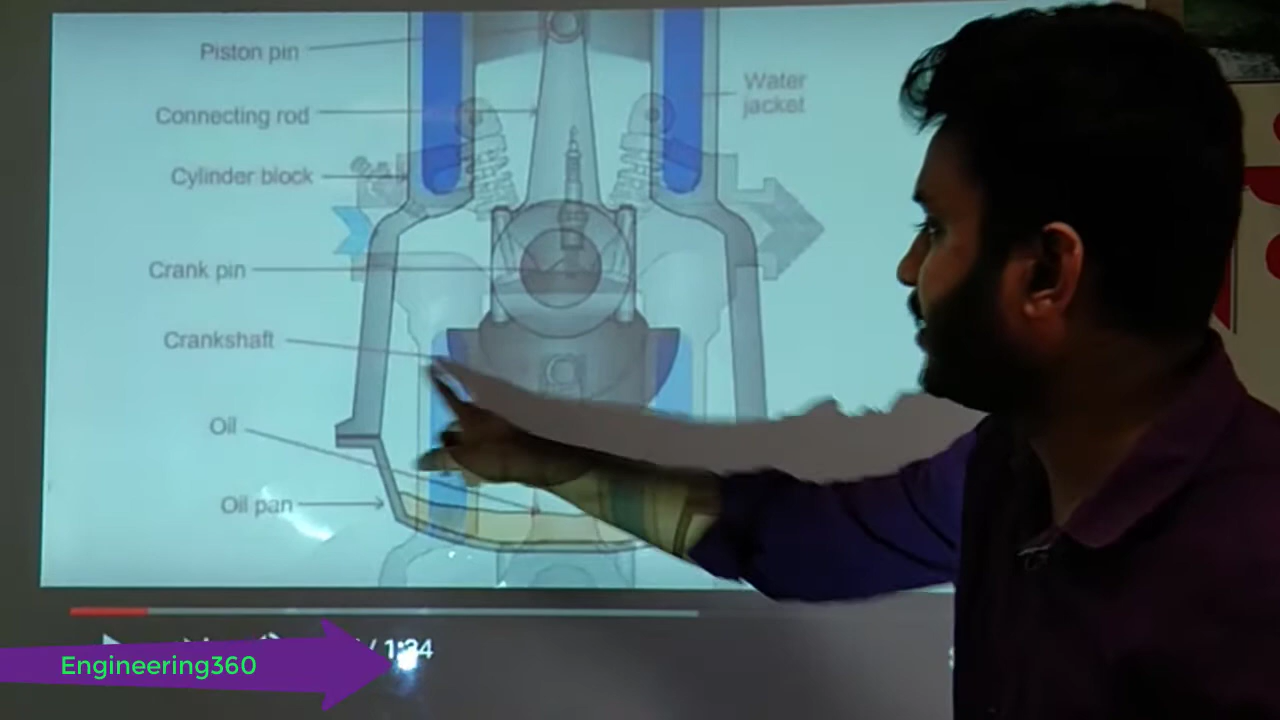 Piston pin
Water
jacket
Connecting rod
Cylinder block
Crank pin
Crankshaft
Oil
Oil pan
/ 1:34
Engineering360